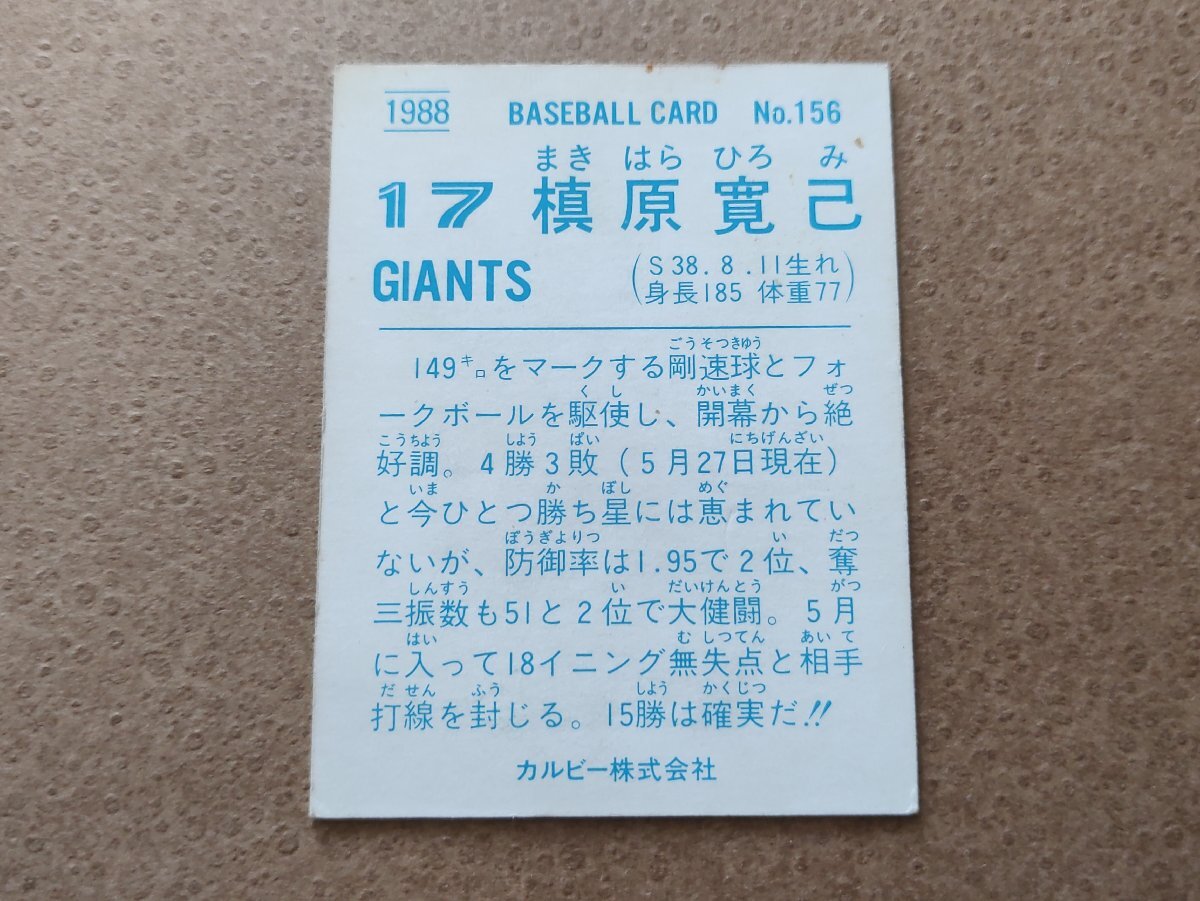 1988 BASEBALL CARD No.156
まき はら ひろ み
17 槙原寛己
GIANTS
(S38.8.11生れ
身長185 体重77)
ごうそつきゆう
149キロをマークする剛速球とフォ
くし かいまく ぜつ
ークボールを駆使し、開幕から絶
こうちよう しよう ぱい にちげんざい
好調。4勝3敗(5月27日現在)
いま か ぼし めぐ
と今ひとつ勝ち星には恵まれてい
ぼうぎよりつ い だつ
ないが、防御率は1.95で2位、奪
しんすう い だいけんとう がつ
三振数も51と2位で大健闘。5月
はい むしつてん あいて
に入って18イニング無失点と相手
だせん ふう しよう かくじつ
打線を封じる。15勝は確実だ!!
カルビー株式会社